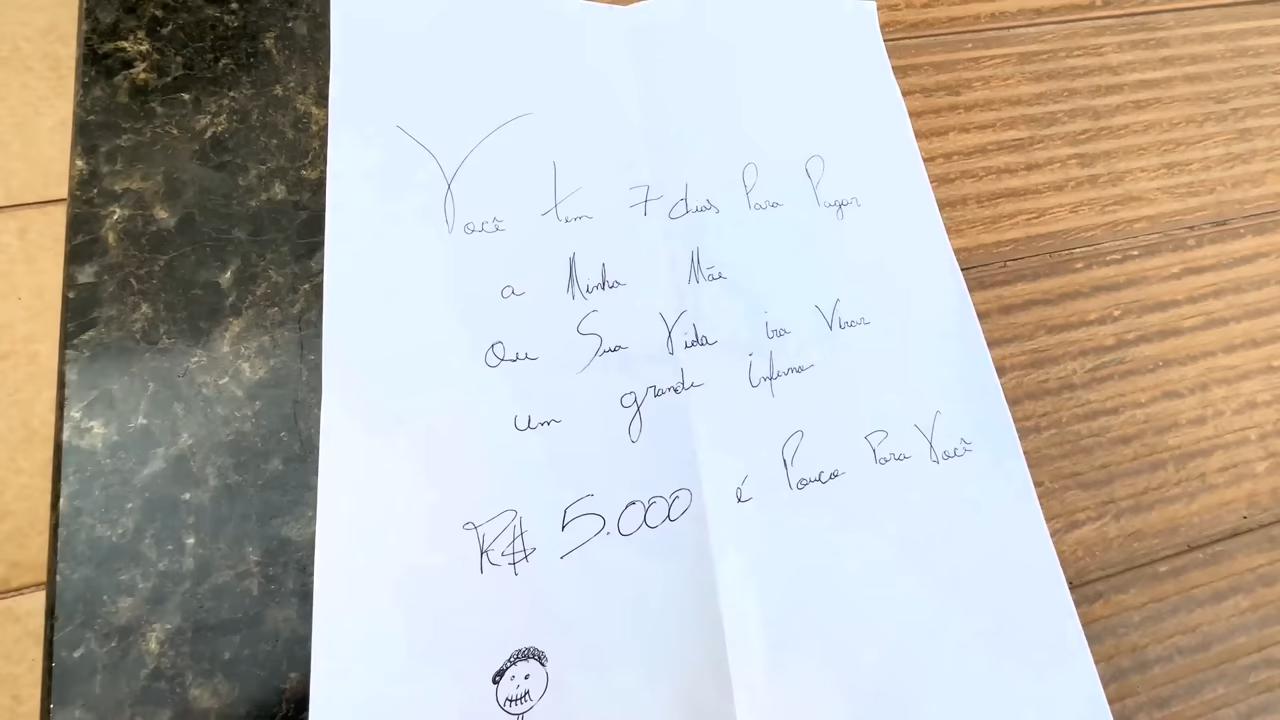 Você tem 7 dias Para Pagar
a Minha Mãe
Ou Sua Vida ira Virar
um grande inferno
R$ 5.000 é Pouco Para Você